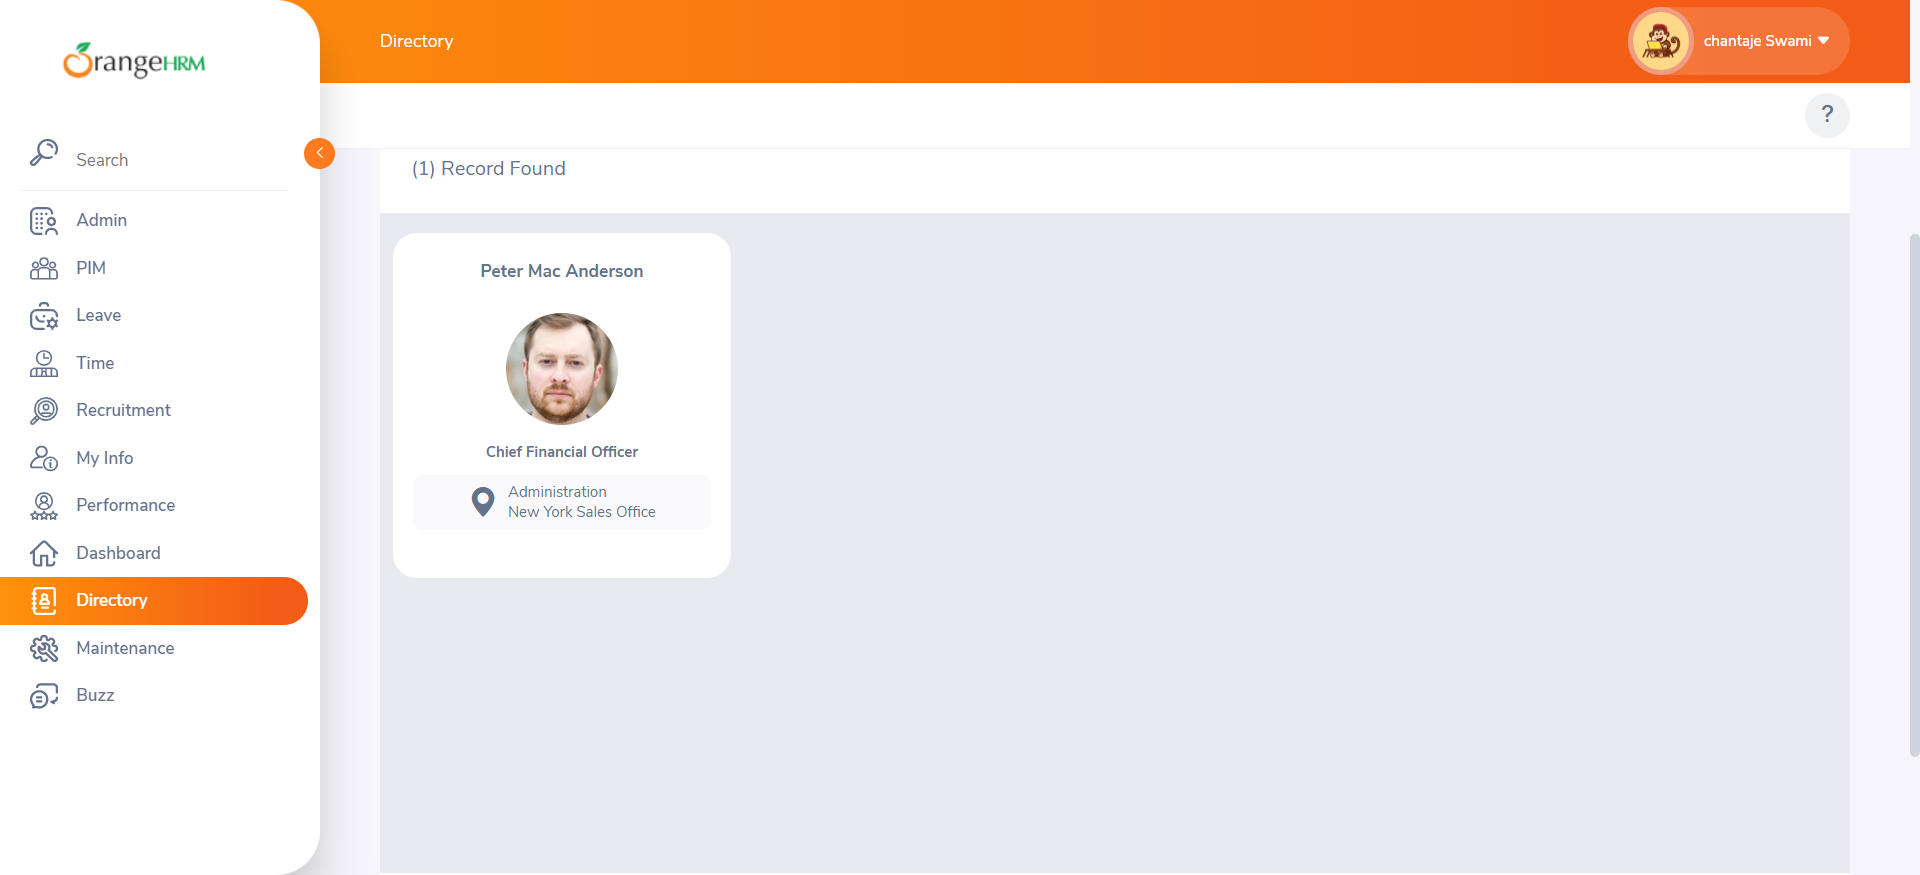 OrangeHRM
Search
Admin
PIM
Leave
Time
Recruitment
My Info
Performance
Dashboard
Directory
Maintenance
Buzz
Directory
chantaje Swami
?
(1) Record Found
Peter Mac Anderson
Chief Financial Officer
Administration
New York Sales Office